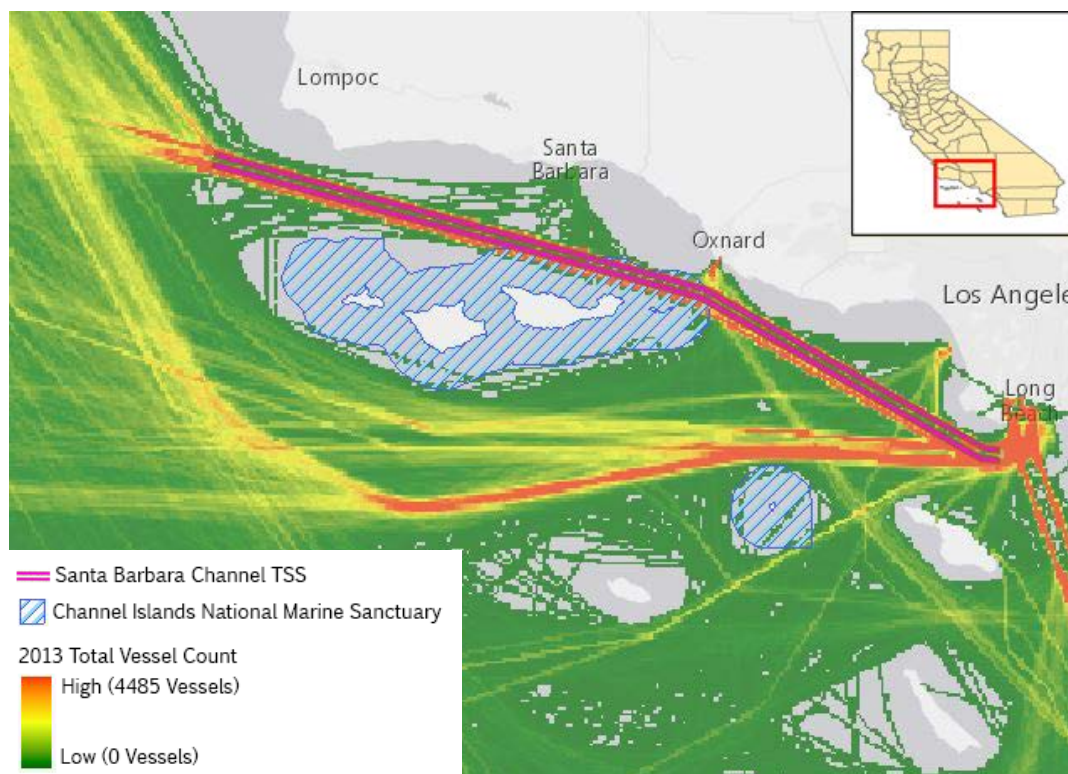 Lompoc
Santa
Barbara
Oxnard
Los Angele
Long
Beach
Santa Barbara Channel TSS
Channel Islands National Marine Sanctuary
2013 Total Vessel Count
High (4485 Vessels)
Low (0 Vessels)